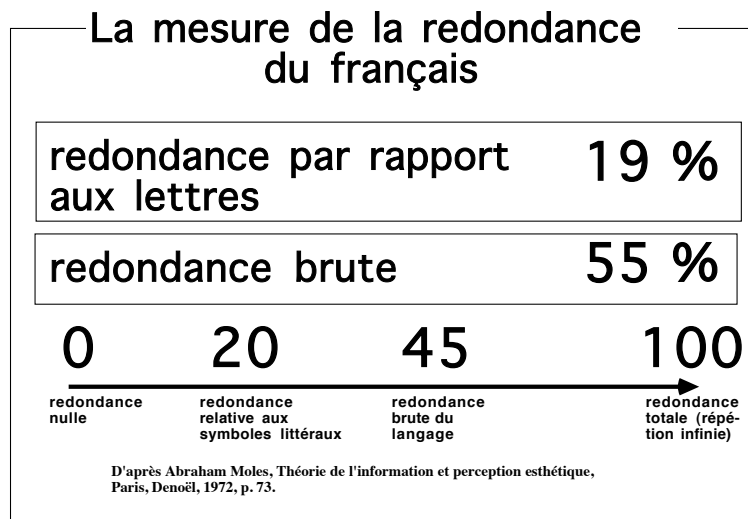 La mesure de la redondance
du français
redondance par rapport
aux lettres
19 %
redondance brute
55 %
0
20
45
100
redondance
nulle
redondance
relative aux
symboles littéraux
redondance
brute du
langage
redondance
totale (répé-
tion infinie)
D'après Abraham Moles, Théorie de l'information et perception esthétique,
Paris, Denoël, 1972, p. 73.